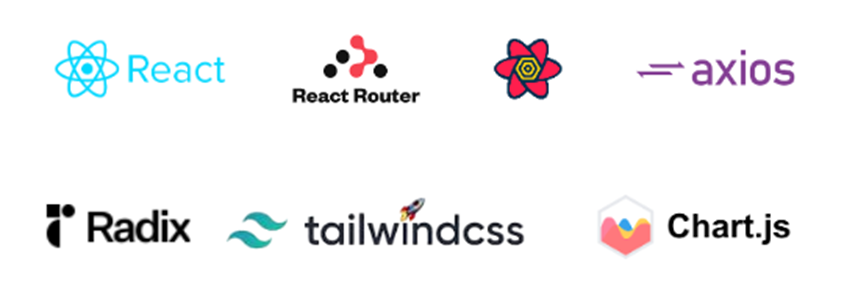 React
React Router
axios
Radix
tailwindcss
Chart.js